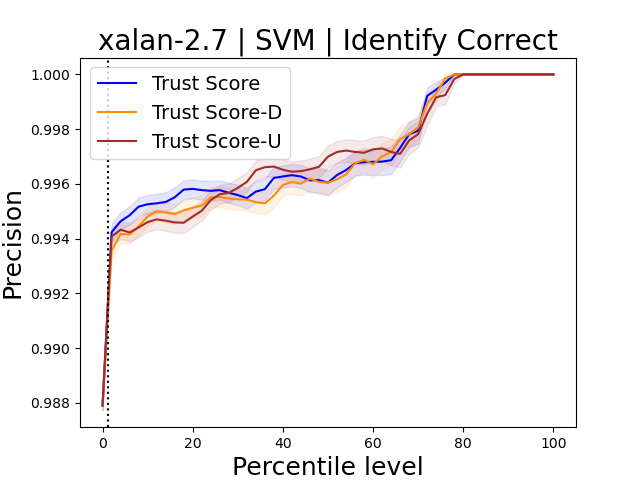 xalan-2.7 | SVM | Identify Correct
1.000
0.998
0.996
0.994
0.992
0.990
0.988
Precision
Trust Score
Trust Score-D
Trust Score-U
0
20
40
60
80
100
Percentile level